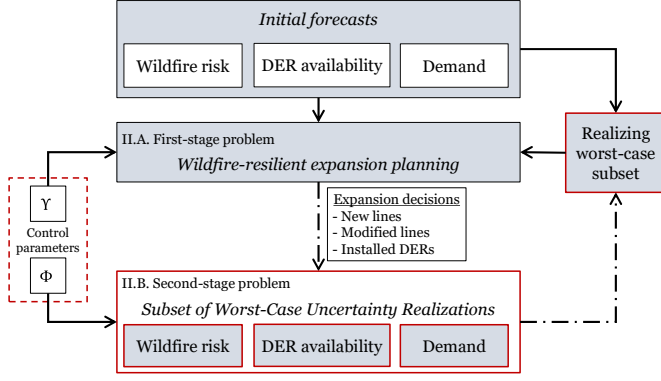 Initial forecasts
Wildfire risk
DER availability
Demand
II.A. First-stage problem
Wildfire-resilient expansion planning
Realizing
worst-case
subset
ϒ
Control
parameters
Φ
Expansion decisions
- New lines
- Modified lines
- Installed DERs
II.B. Second-stage problem
Subset of Worst-Case Uncertainty Realizations
Wildfire risk
DER availability
Demand